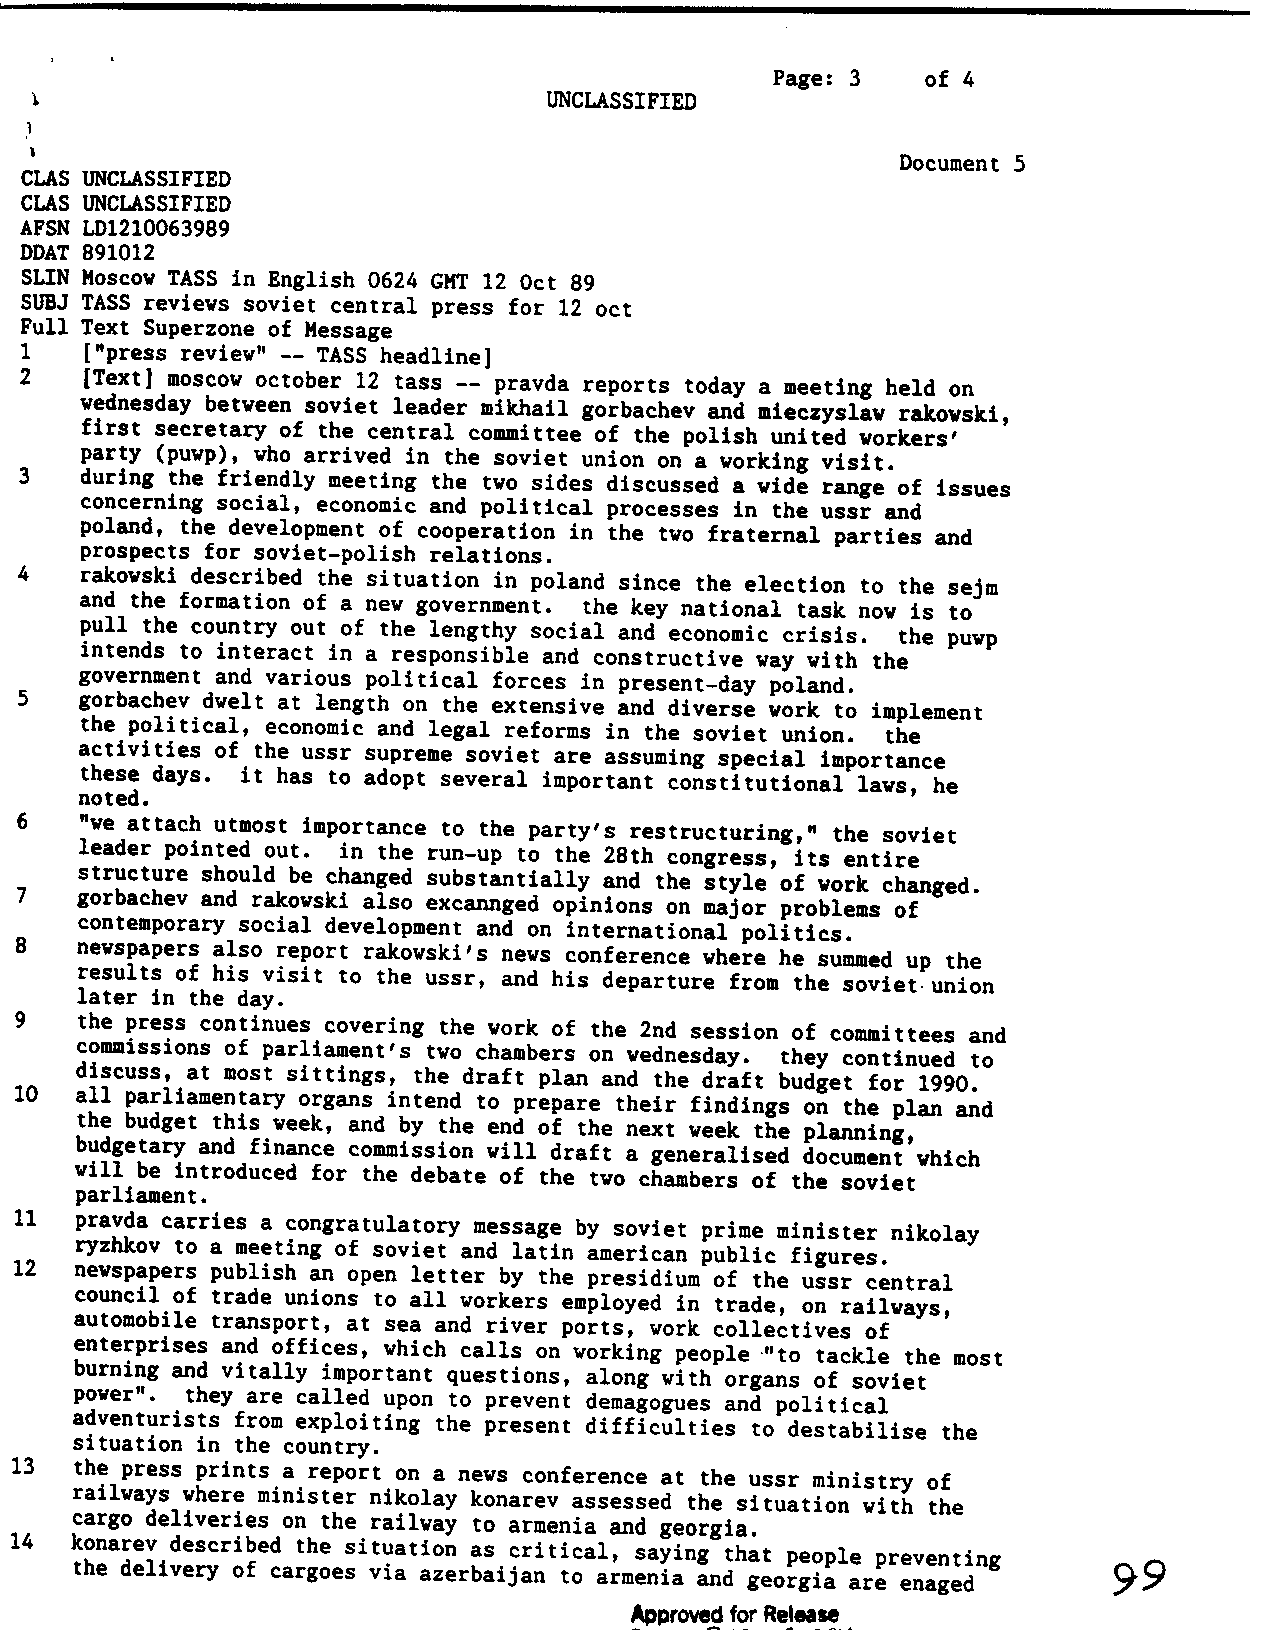 Page: 3 of 4
UNCLASSIFIED
Document 5
CLAS UNCLASSIFIED
CLAS UNCLASSIFIED
AFSN LD1210063989
DDAT 891012
SLIN Moscow TASS in English 0624 GMT 12 Oct 89
SUBJ TASS reviews soviet central press for 12 oct
Full Text Superzone of Message
1 ["press review" -- TASS headline]
2 [Text] moscow october 12 tass -- pravda reports today a meeting held on
wednesday between soviet leader mikhail gorbachev and mieczyslaw rakowski,
first secretary of the central committee of the polish united workers'
party (puwp), who arrived in the soviet union on a working visit.
3 during the friendly meeting the two sides discussed a wide range of issues
concerning social, economic and political processes in the ussr and
poland, the development of cooperation in the two fraternal parties and
prospects for soviet-polish relations.
4 rakowski described the situation in poland since the election to the sejm
and the formation of a new government. the key national task now is to
pull the country out of the lengthy social and economic crisis. the puwp
intends to interact in a responsible and constructive way with the
government and various political forces in present-day poland.
5 gorbachev dwelt at length on the extensive and diverse work to implement
the political, economic and legal reforms in the soviet union. the
activities of the ussr supreme soviet are assuming special importance
these days. it has to adopt several important constitutional laws, he
noted.
6 "we attach utmost importance to the party's restructuring," the soviet
leader pointed out. in the run-up to the 28th congress, its entire
structure should be changed substantially and the style of work changed.
7 gorbachev and rakowski also excannged opinions on major problems of
contemporary social development and on international politics.
8 newspapers also report rakowski's news conference where he summed up the
results of his visit to the ussr, and his departure from the soviet union
later in the day.
9 the press continues covering the work of the 2nd session of committees and
commissions of parliament's two chambers on wednesday. they continued to
discuss, at most sittings, the draft plan and the draft budget for 1990.
10 all parliamentary organs intend to prepare their findings on the plan and
the budget this week, and by the end of the next week the planning,
budgetary and finance commission will draft a generalised document which
will be introduced for the debate of the two chambers of the soviet
parliament.
11 pravda carries a congratulatory message by soviet prime minister nikolay
ryzhkov to a meeting of soviet and latin american public figures.
12 newspapers publish an open letter by the presidium of the ussr central
council of trade unions to all workers employed in trade, on railways,
automobile transport, at sea and river ports, work collectives of
enterprises and offices, which calls on working people "to tackle the most
burning and vitally important questions, along with organs of soviet
power". they are called upon to prevent demagogues and political
adventurists from exploiting the present difficulties to destabilise the
situation in the country.
13 the press prints a report on a news conference at the ussr ministry of
railways where minister nikolay konarev assessed the situation with the
cargo deliveries on the railway to armenia and georgia.
14 konarev described the situation as critical, saying that people preventing
the delivery of cargoes via azerbaijan to armenia and georgia are enaged
99
Approved for Release